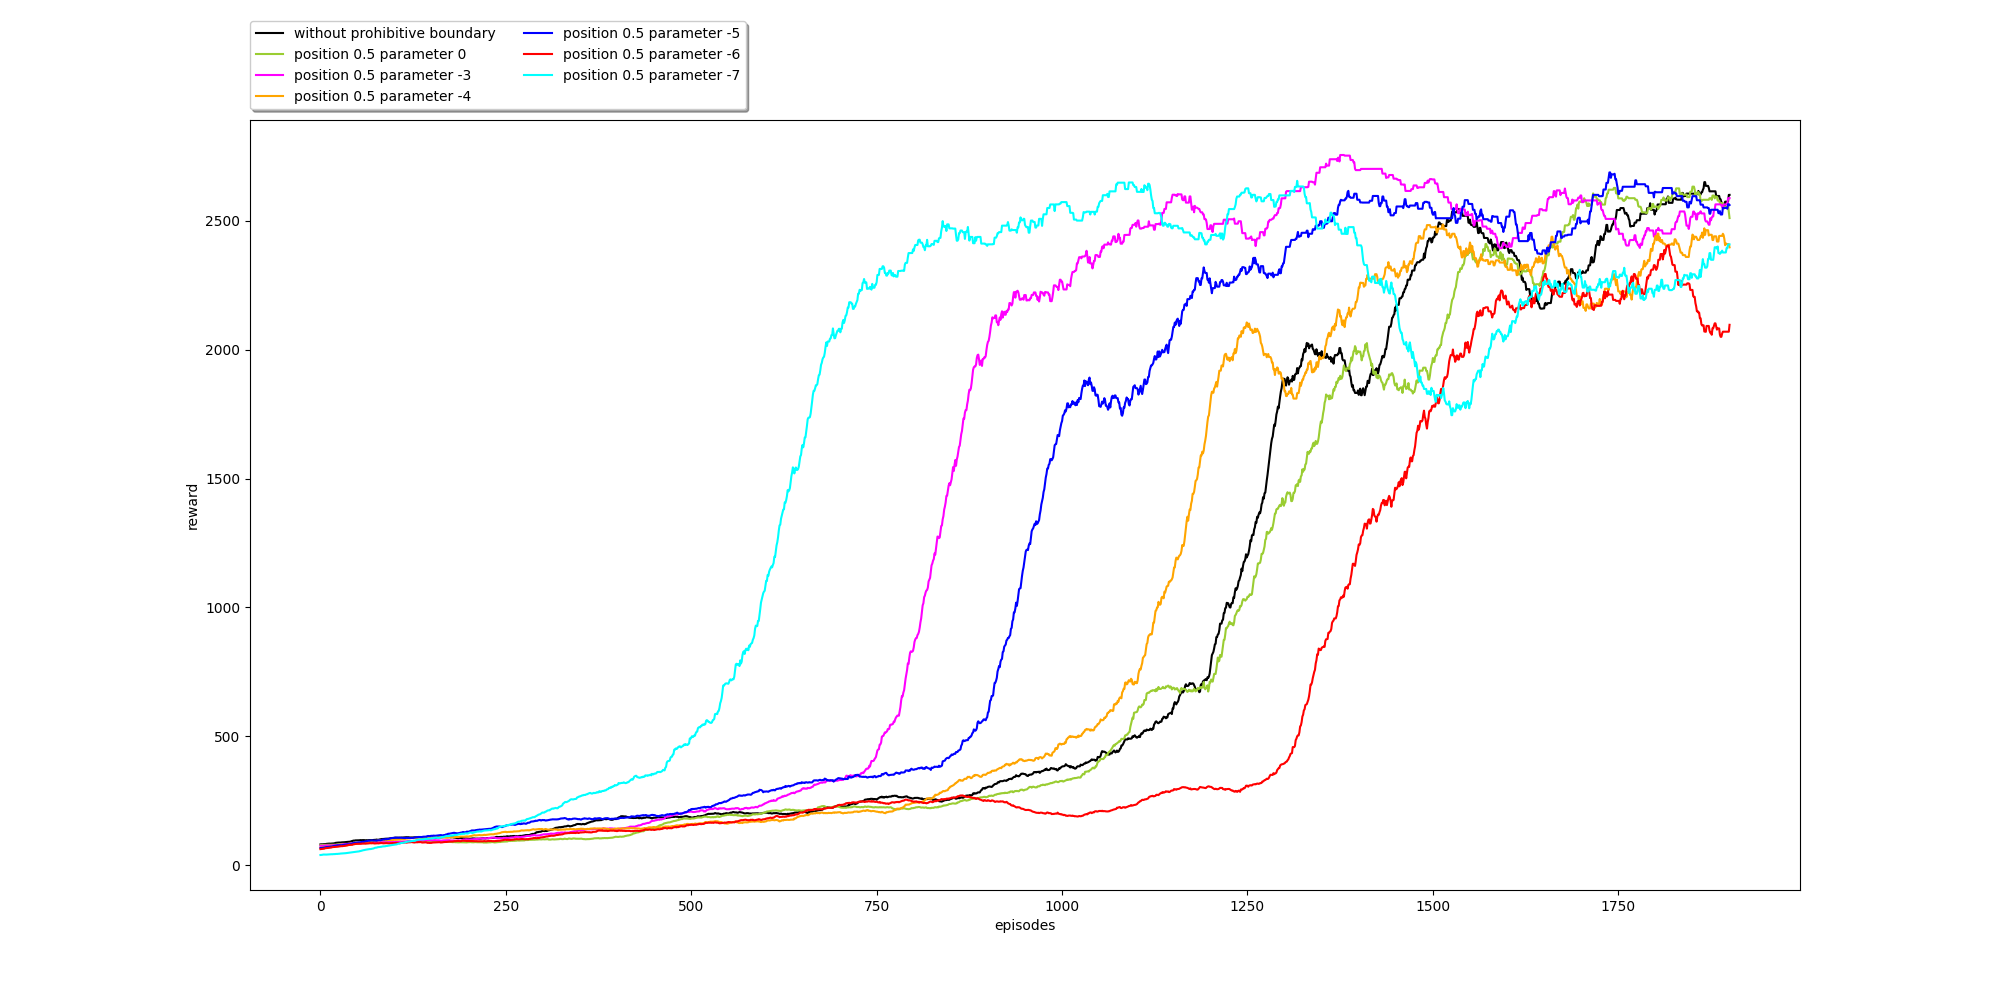 without prohibitive boundary
position 0.5 parameter 0
position 0.5 parameter -3
position 0.5 parameter -4
position 0.5 parameter -5
position 0.5 parameter -6
position 0.5 parameter -7
2500
2000
1500
1000
500
0
reward
0 250 500 750 1000 1250 1500 1750
episodes